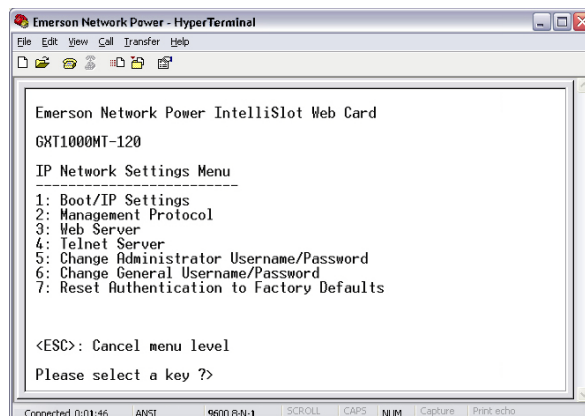 Emerson Network Power - HyperTerminal
File Edit View Call Transfer Help
Emerson Network Power IntelliSlot Web Card
GXT1000MT-120
IP Network Settings Menu
-------------------------
1: Boot/IP Settings
2: Management Protocol
3: Web Server
4: Telnet Server
5: Change Administrator Username/Password
6: Change General Username/Password
7: Reset Authentication to Factory Defaults
<ESC>: Cancel menu level
Please select a key ?>
Connected 0:01:46 ANSI 9600 8-N-1 SCROLL CAPS NUM Capture Print echo